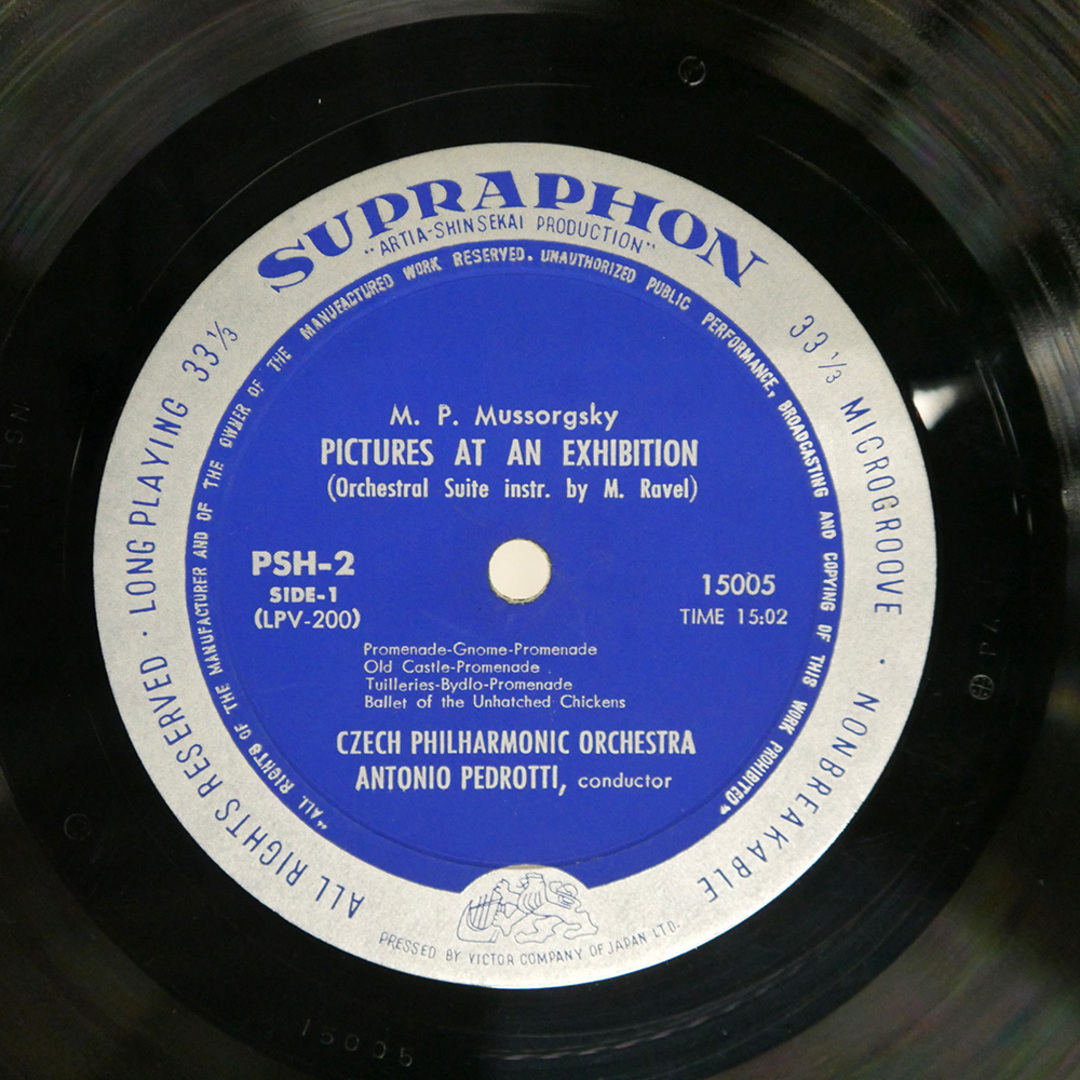 SUPRAPHON
"ARTIA-SHINSEKAI PRODUCTION"
ALL RIGHTS RESERVED · LONG PLAYING 33⅓
33⅓ MICROGROOVE · NONBREAKABLE
"ALL RIGHTS OF THE MANUFACTURER AND OF THE OWNER OF THE MANUFACTURED WORK RESERVED. UNAUTHORIZED PUBLIC PERFORMANCE, BROADCASTING AND COPYING OF THIS WORK PROHIBITED"
M. P. Mussorgsky
PICTURES AT AN EXHIBITION
(Orchestral Suite instr. by M. Ravel)
PSH-2
SIDE-1
(LPV-200)
15005
TIME 15:02
Promenade-Gnome-Promenade
Old Castle-Promenade
Tuilleries-Bydlo-Promenade
Ballet of the Unhatched Chickens
CZECH PHILHARMONIC ORCHESTRA
ANTONIO PEDROTTI, conductor
PRESSED BY VICTOR COMPANY OF JAPAN LTD.
15005